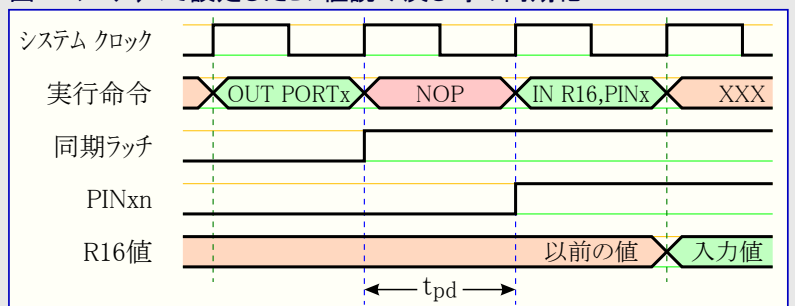 システム クロック
実行命令 OUT PORTx NOP IN R16,PINx XXX
同期ラッチ
PINxn
R16値 以前の値 入力値
tpd